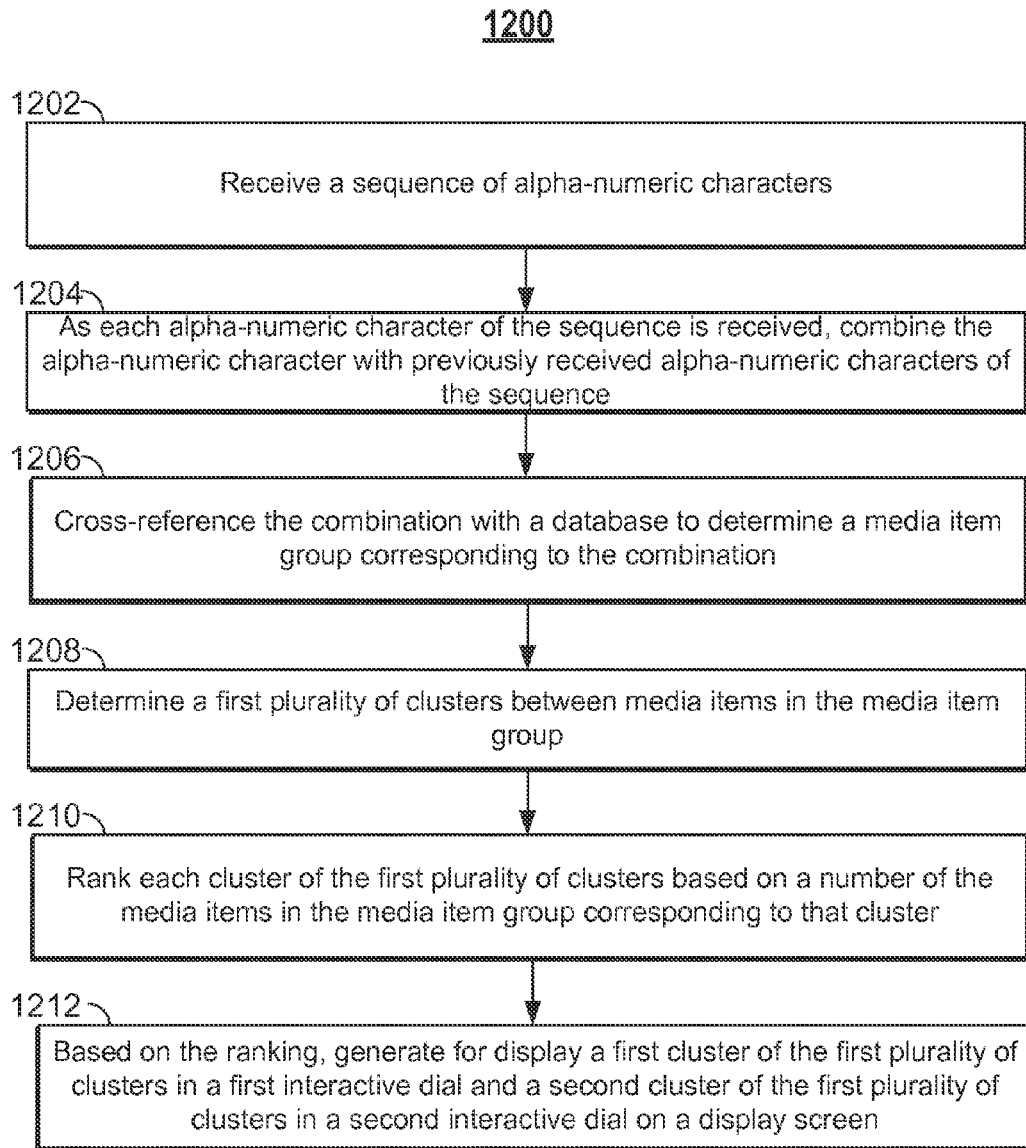 1200
1202
Receive a sequence of alpha-numeric characters
1204
As each alpha-numeric character of the sequence is received, combine the
alpha-numeric character with previously received alpha-numeric characters of
the sequence
1206
Cross-reference the combination with a database to determine a media item
group corresponding to the combination
1208
Determine a first plurality of clusters between media items in the media item
group
1210
Rank each cluster of the first plurality of clusters based on a number of the
media items in the media item group corresponding to that cluster
1212
Based on the ranking, generate for display a first cluster of the first plurality of
clusters in a first interactive dial and a second cluster of the first plurality of
clusters in a second interactive dial on a display screen